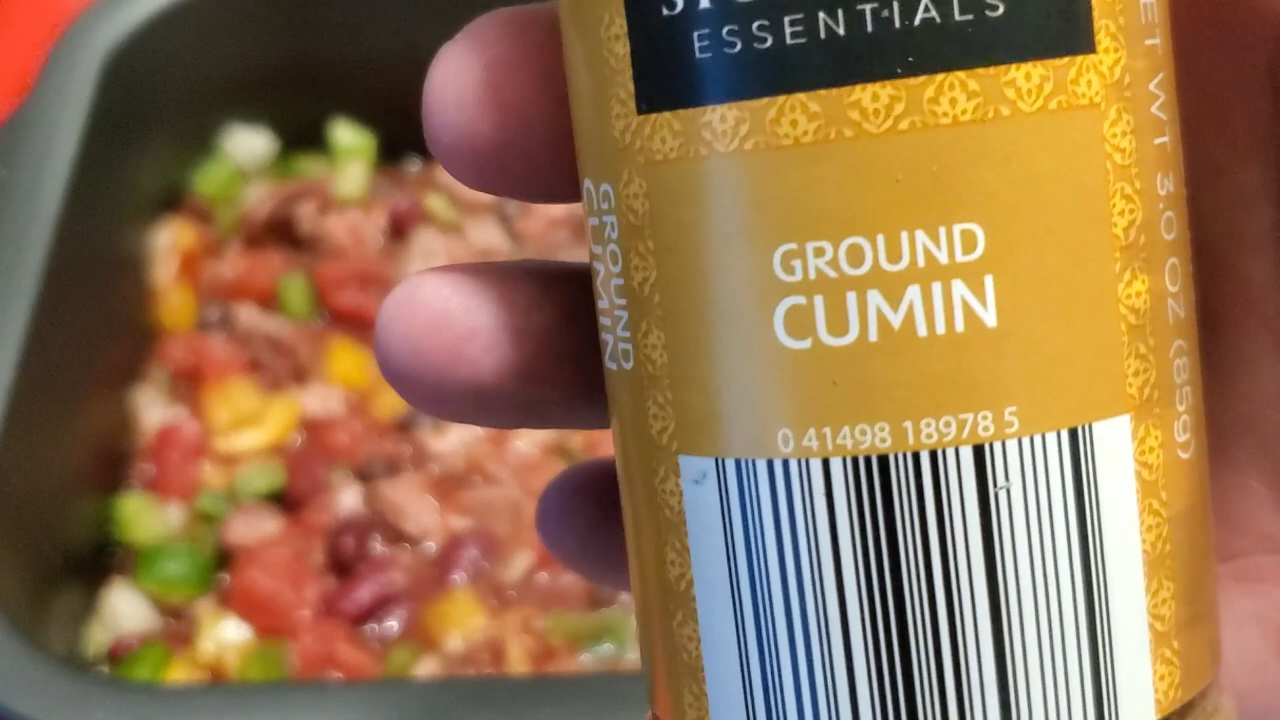 ESSENTIALS
GROUND
CUMIN
0 41498 18978 5
GROUND
CUMIN
ET WT 3.0 OZ (85g)